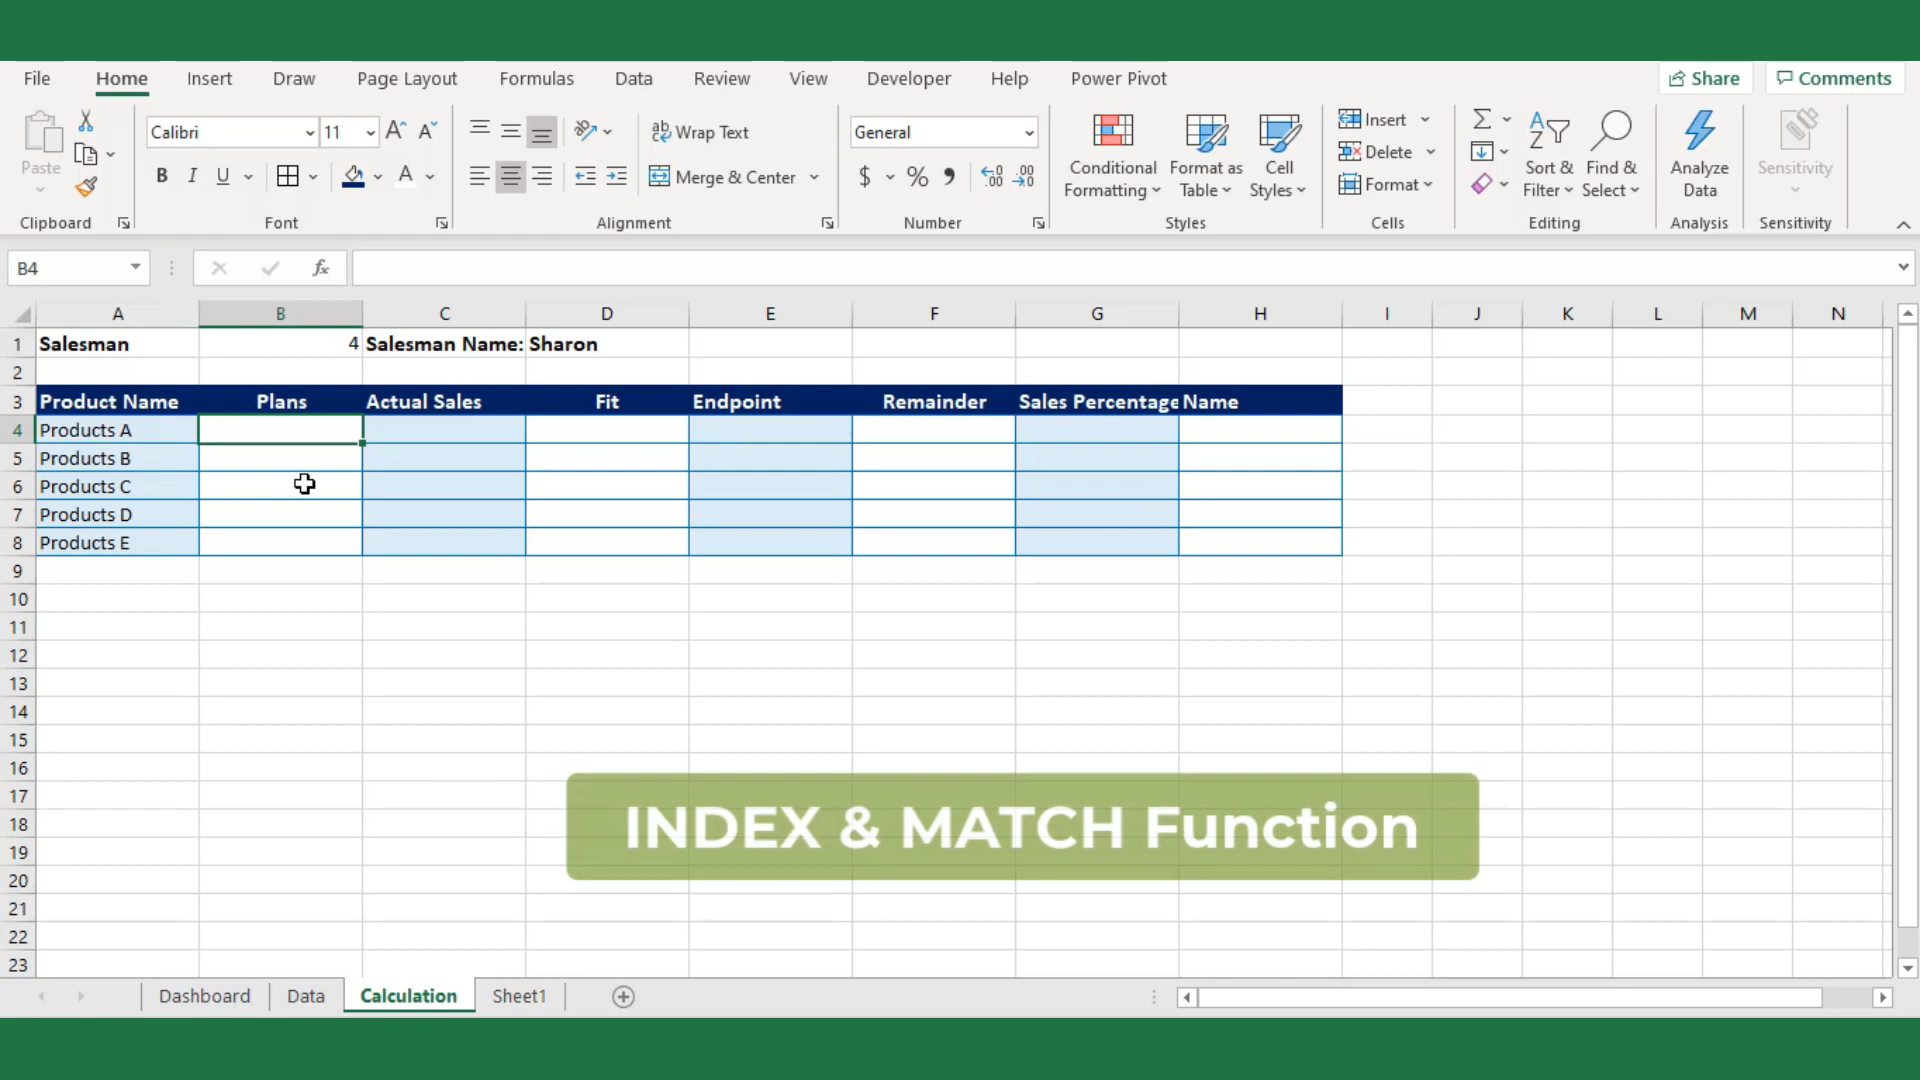 File Home Insert Draw Page Layout Formulas Data Review View Developer Help Power Pivot Share Comments
Paste Calibri 11 A A ab Wrap Text General Insert Σ A Z
B I U A Merge & Center $ % , Conditional Formatting Format as Table Cell Styles Delete Format Sort & Filter Find & Select Analyze Data Sensitivity
Clipboard Font Alignment Number Styles Cells Editing Analysis Sensitivity
B4 fx
A B C D E F G H I J K L M N
1 Salesman 4 Salesman Name: Sharon
2
3 Product Name Plans Actual Sales Fit Endpoint Remainder Sales Percentage Name
4 Products A
5 Products B
6 Products C
7 Products D
8 Products E
9
10
11
12
13
14
15
16
17
18
INDEX & MATCH Function
19
20
21
22
23
Dashboard Data Calculation Sheet1